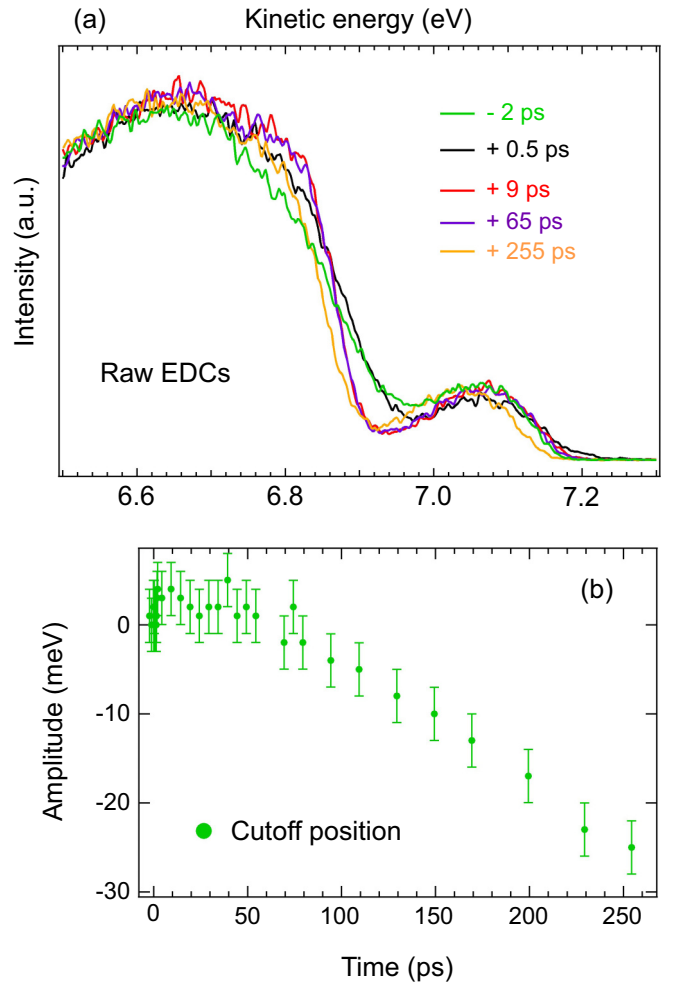 (a)
Kinetic energy (eV)
Intensity (a.u.)
- 2 ps
+ 0.5 ps
+ 9 ps
+ 65 ps
+ 255 ps
Raw EDCs
6.6 6.8 7.0 7.2
(b)
Amplitude (meV)
0
-10
-20
-30
Cutoff position
0 50 100 150 200 250
Time (ps)